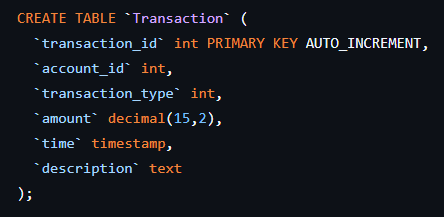 CREATE TABLE `Transaction` (
  `transaction_id` int PRIMARY KEY AUTO_INCREMENT,
  `account_id` int,
  `transaction_type` int,
  `amount` decimal(15,2),
  `time` timestamp,
  `description` text
);